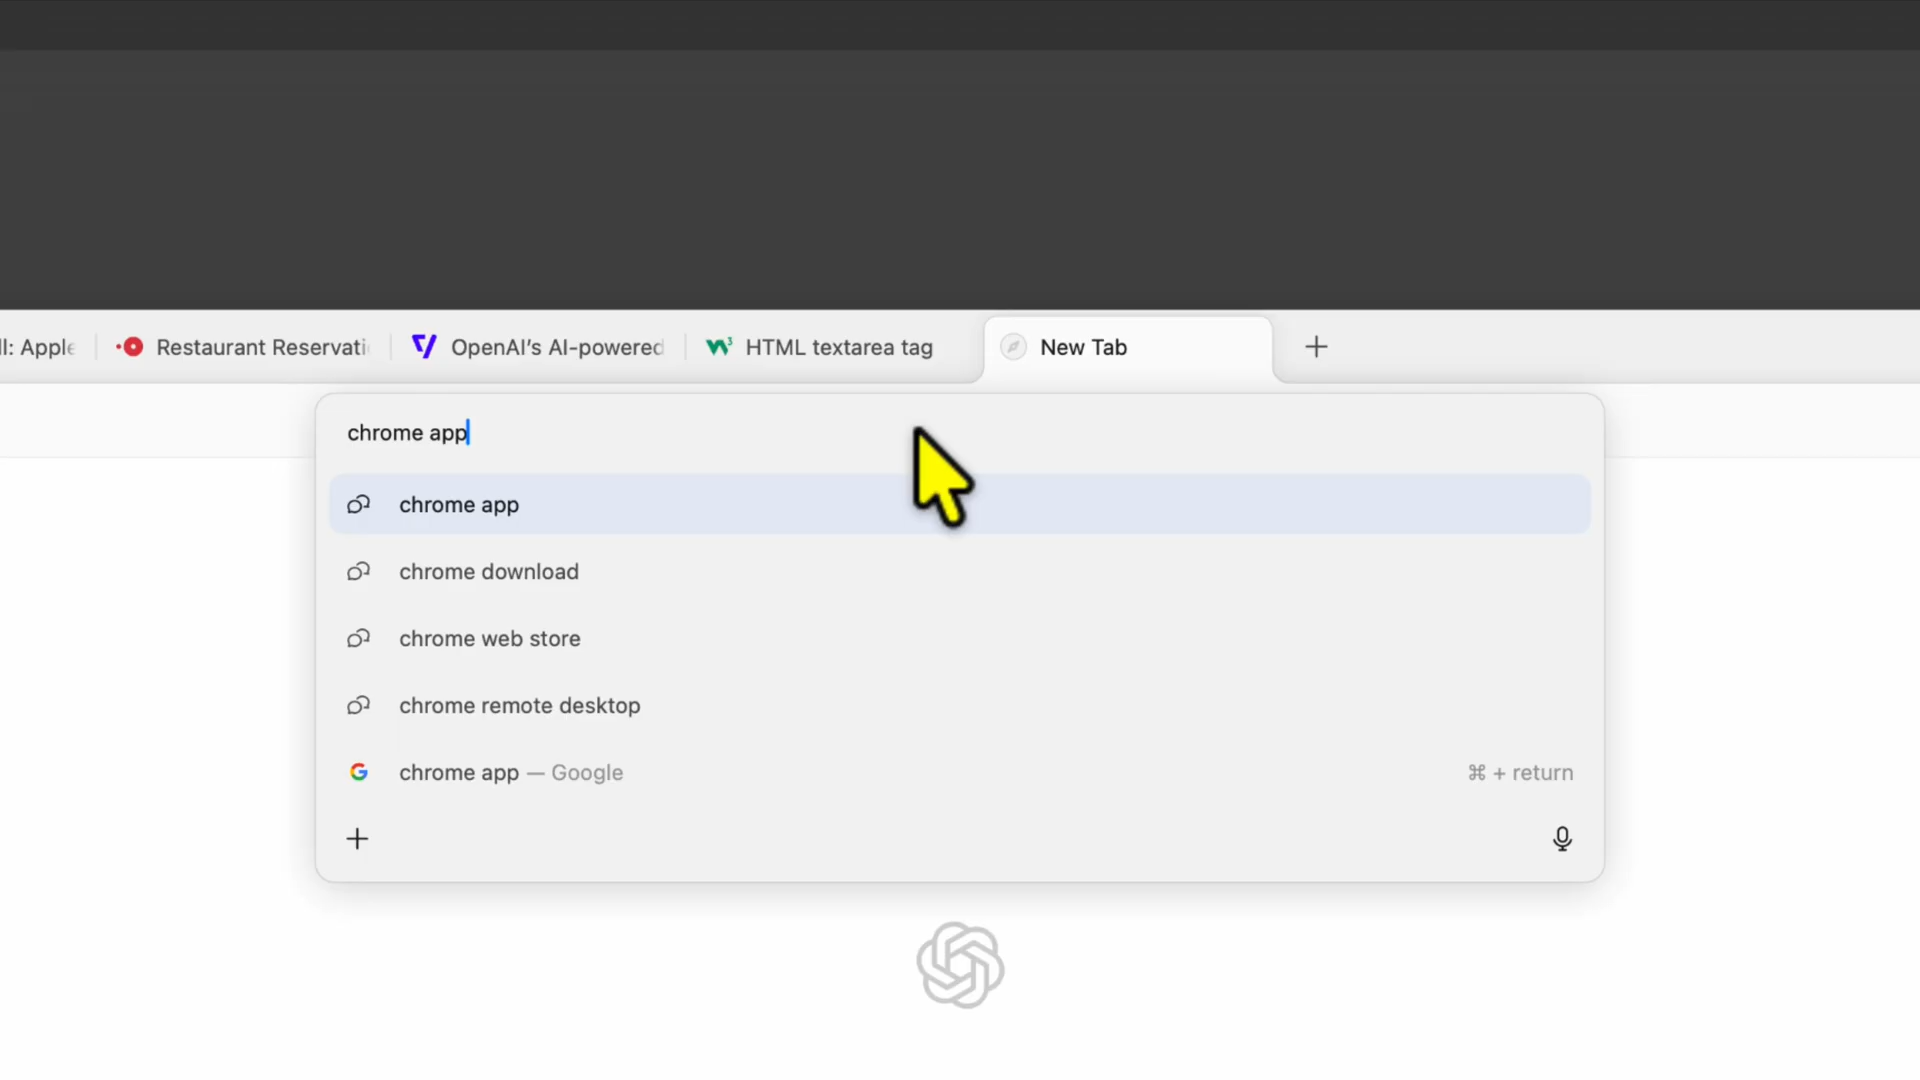 ll: Apple
Restaurant Reservati
OpenAI's AI-powered
HTML textarea tag
New Tab
chrome app
chrome app
chrome download
chrome web store
chrome remote desktop
chrome app — Google
⌘ + return